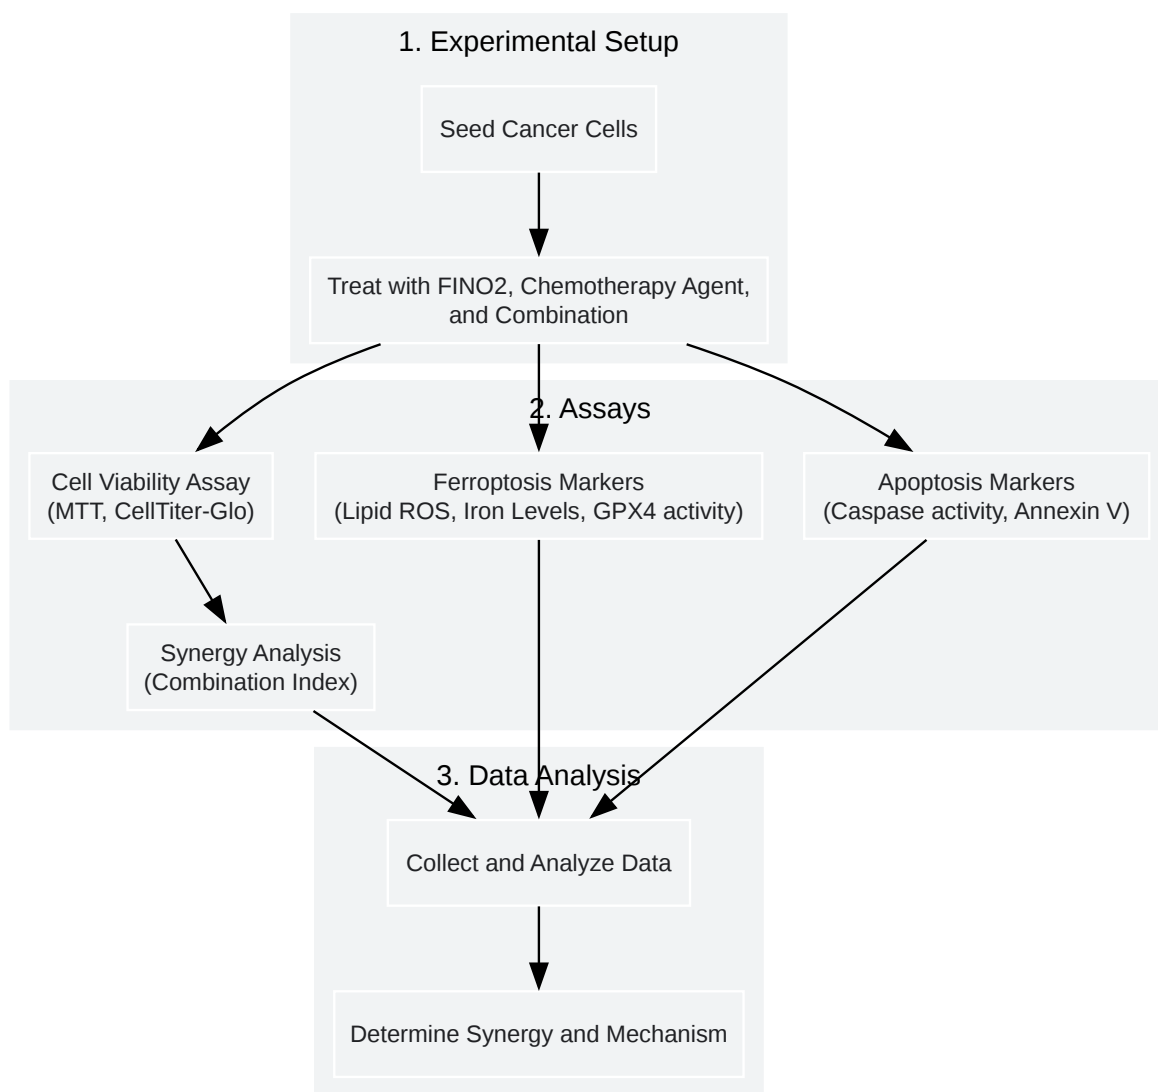 1. Experimental Setup
Seed Cancer Cells
Treat with FINO2, Chemotherapy Agent,
and Combination
2. Assays
Cell Viability Assay
(MTT, CellTiter-Glo)
Ferroptosis Markers
(Lipid ROS, Iron Levels, GPX4 activity)
Apoptosis Markers
(Caspase activity, Annexin V)
Synergy Analysis
(Combination Index)
3. Data Analysis
Collect and Analyze Data
Determine Synergy and Mechanism